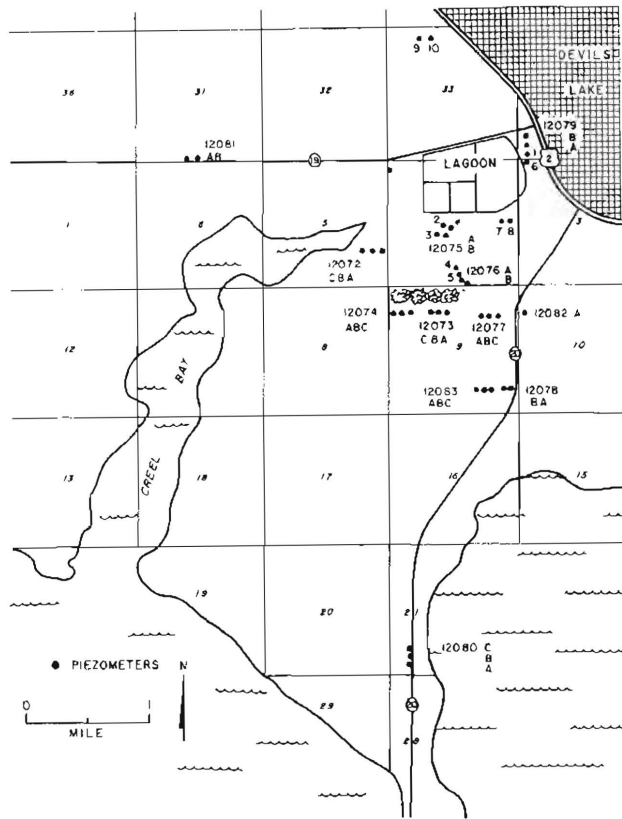 9 10
DEVILS
LAKE
36
31
32
33
12079
B
A
12081
AB
19
1
6
2
LAGOON
1
6
5
3
2
3
A
B
12075
7 8
12072
C B A
4
5
12076 A
B
12074
ABC
12073
C B A
12077
ABC
12082 A
12
8
9
10
BAY
20
12083
ABC
12078
BA
CREEL
13
18
17
16
15
19
20
21
12080 C
B
A
PIEZOMETERS
N
0 1
MILE
29
20
28